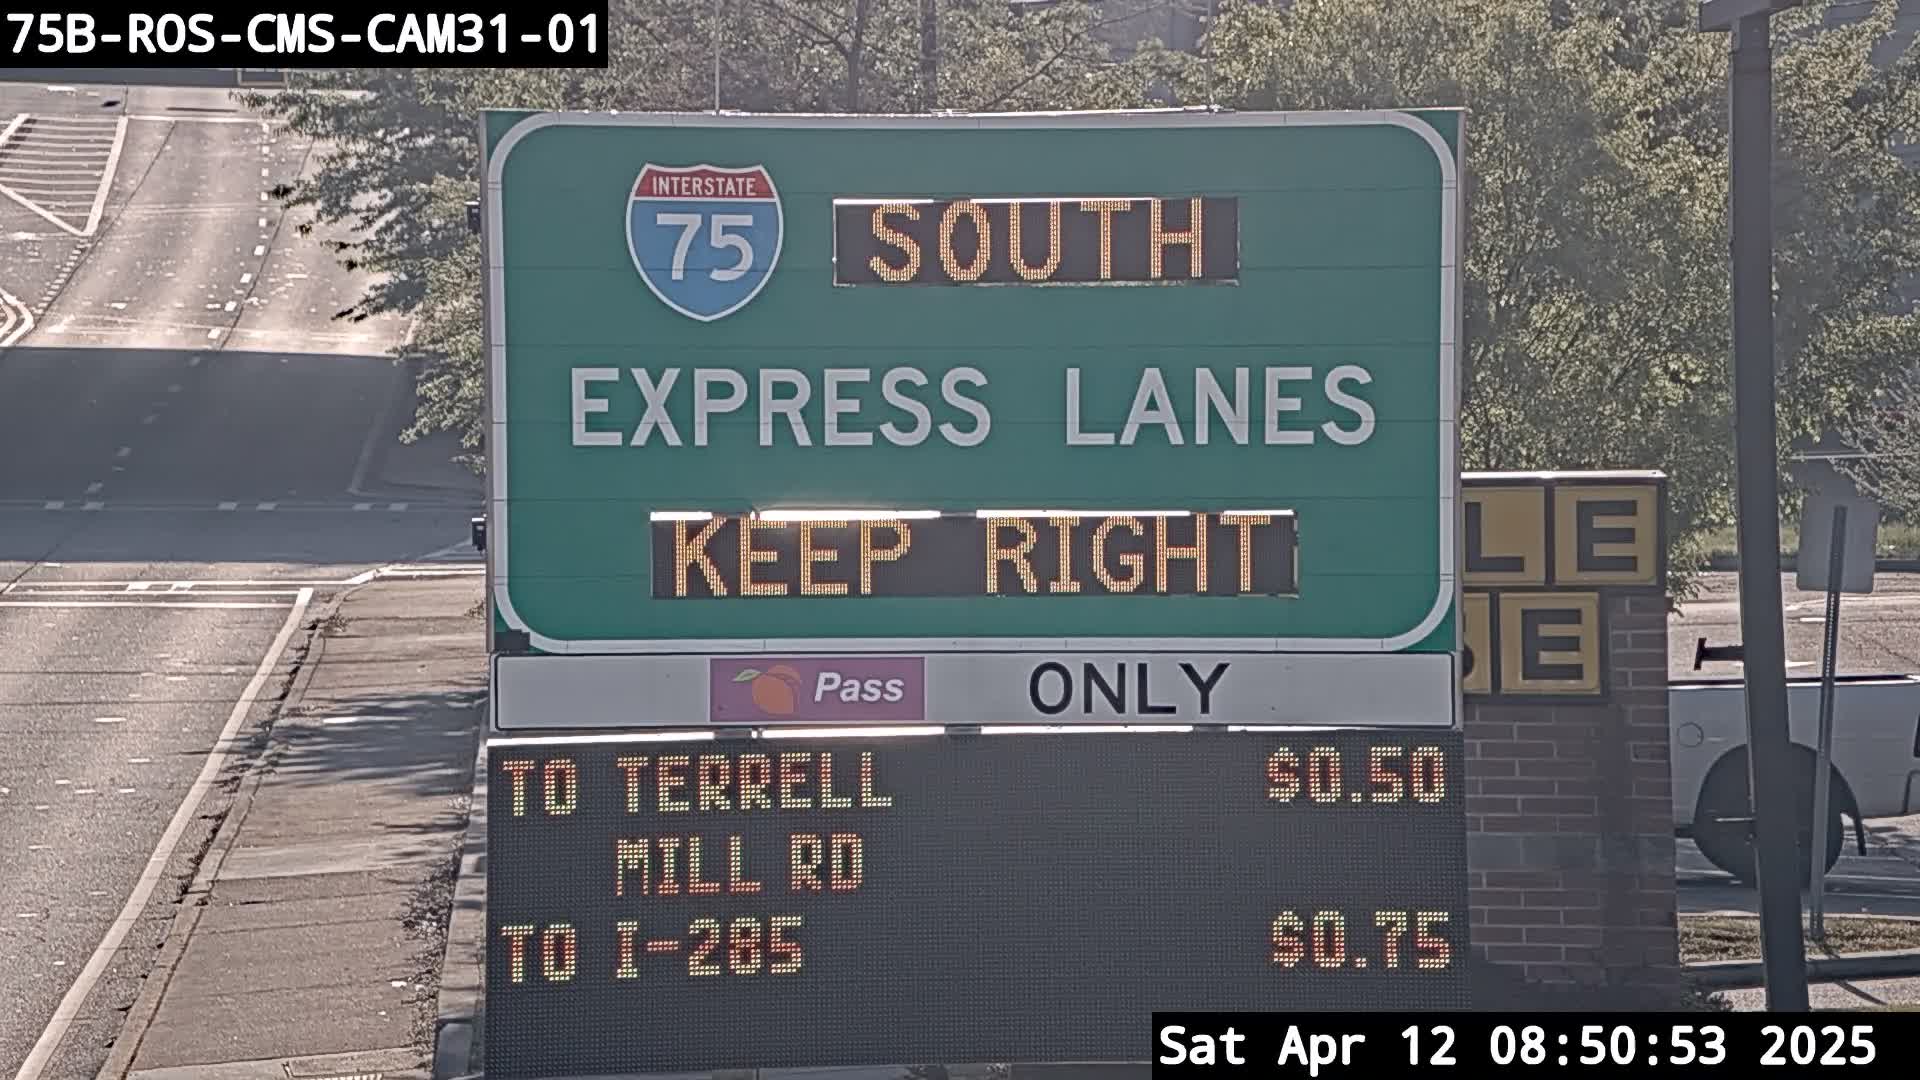 75B-ROS-CMS-CAM31-01
INTERSTATE
75
SOUTH
EXPRESS LANES
KEEP RIGHT
Pass ONLY
TO TERRELL $0.50
MILL RD
TO I-285 $0.75
LE
E
Sat Apr 12 08:50:53 2025